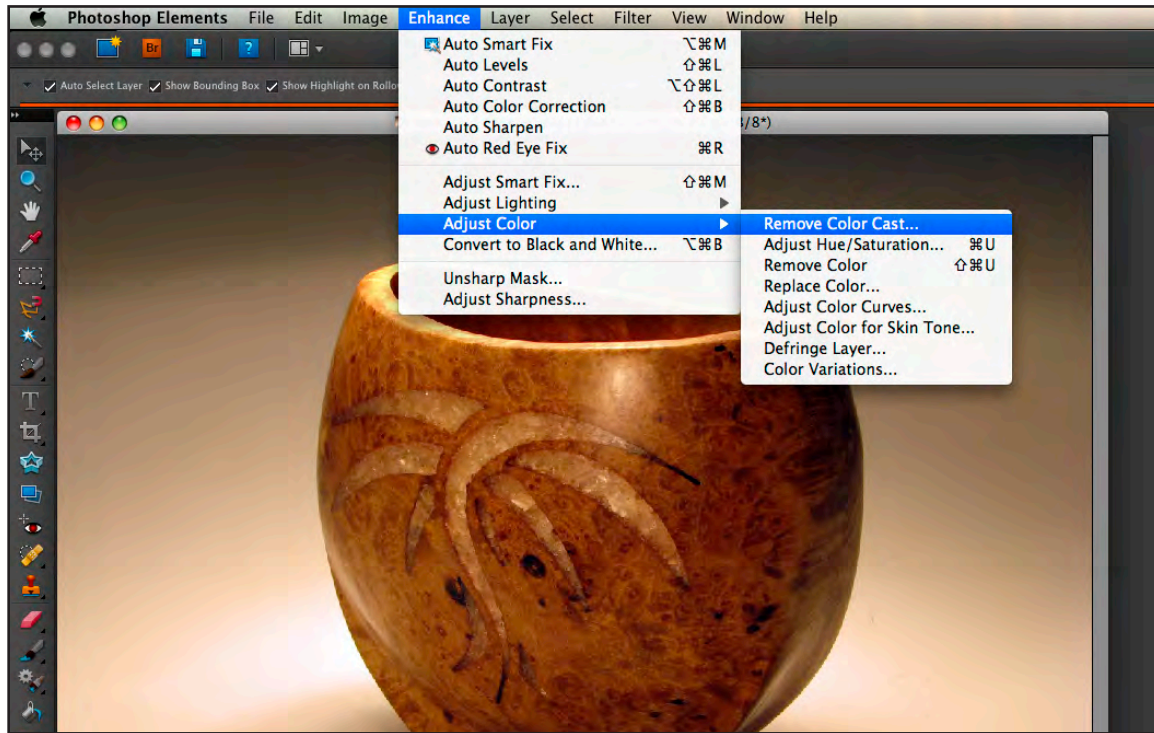 Photoshop Elements File Edit Image Enhance Layer Select Filter View Window Help
Br ?
Auto Select Layer Show Bounding Box Show Highlight on Rollo
/8*)
Auto Smart Fix ⌥⌘M
Auto Levels ⇧⌘L
Auto Contrast ⌥⇧⌘L
Auto Color Correction ⇧⌘B
Auto Sharpen
Auto Red Eye Fix ⌘R
Adjust Smart Fix... ⇧⌘M
Adjust Lighting
Adjust Color
Convert to Black and White... ⌥⌘B
Unsharp Mask...
Adjust Sharpness...
Remove Color Cast...
Adjust Hue/Saturation... ⌘U
Remove Color ⇧⌘U
Replace Color...
Adjust Color Curves...
Adjust Color for Skin Tone...
Defringe Layer...
Color Variations...
T